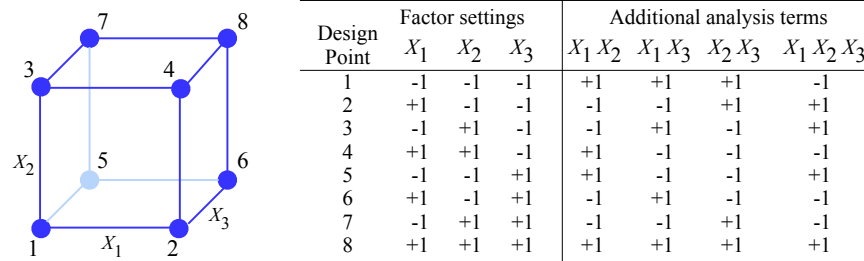 7 8
3 4
X2 5 6
X3
1 X1 2
Factor settings Additional analysis terms
Design Point X1 X2 X3 X1 X2 X1 X3 X2 X3 X1 X2 X3
1 -1 -1 -1 +1 +1 +1 -1
2 +1 -1 -1 -1 -1 +1 +1
3 -1 +1 -1 -1 +1 -1 +1
4 +1 +1 -1 +1 -1 -1 -1
5 -1 -1 +1 +1 -1 -1 +1
6 +1 -1 +1 -1 +1 -1 -1
7 -1 +1 +1 -1 -1 +1 -1
8 +1 +1 +1 +1 +1 +1 +1